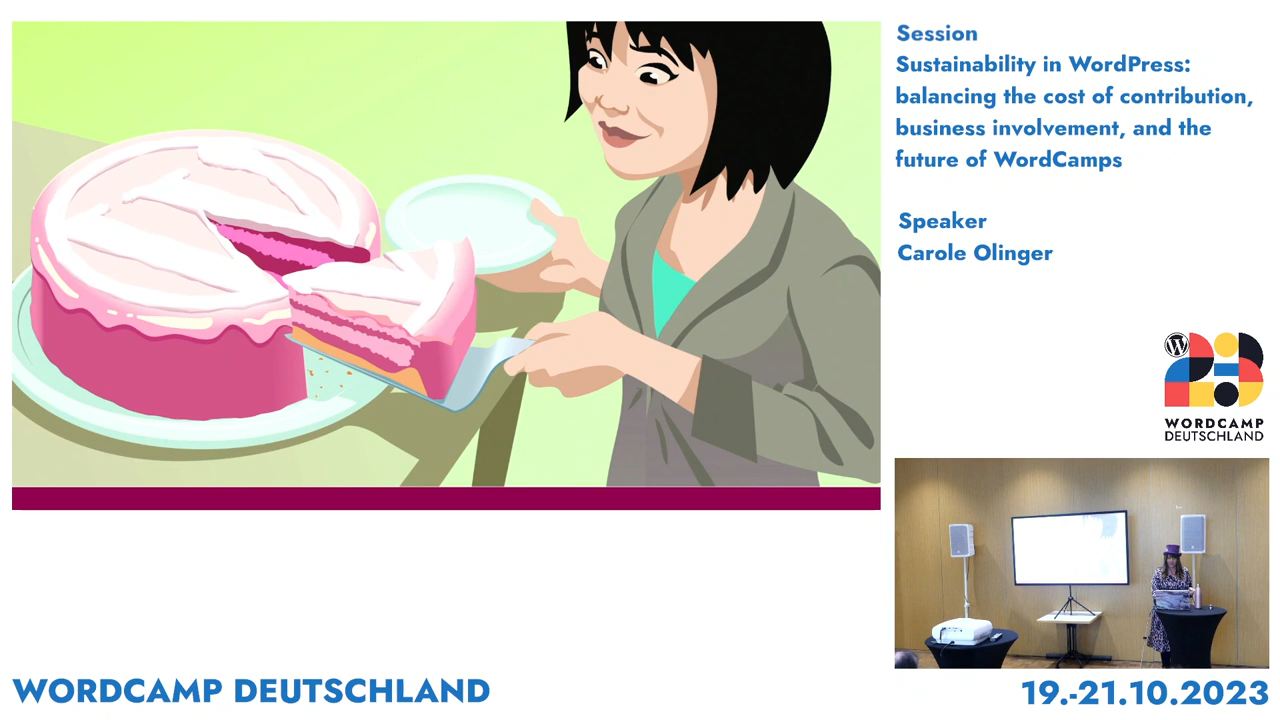 Session
Sustainability in WordPress:
balancing the cost of contribution,
business involvement, and the
future of WordCamps
Speaker
Carole Olinger
W
WORDCAMP
DEUTSCHLAND
WORDCAMP DEUTSCHLAND
19.-21.10.2023